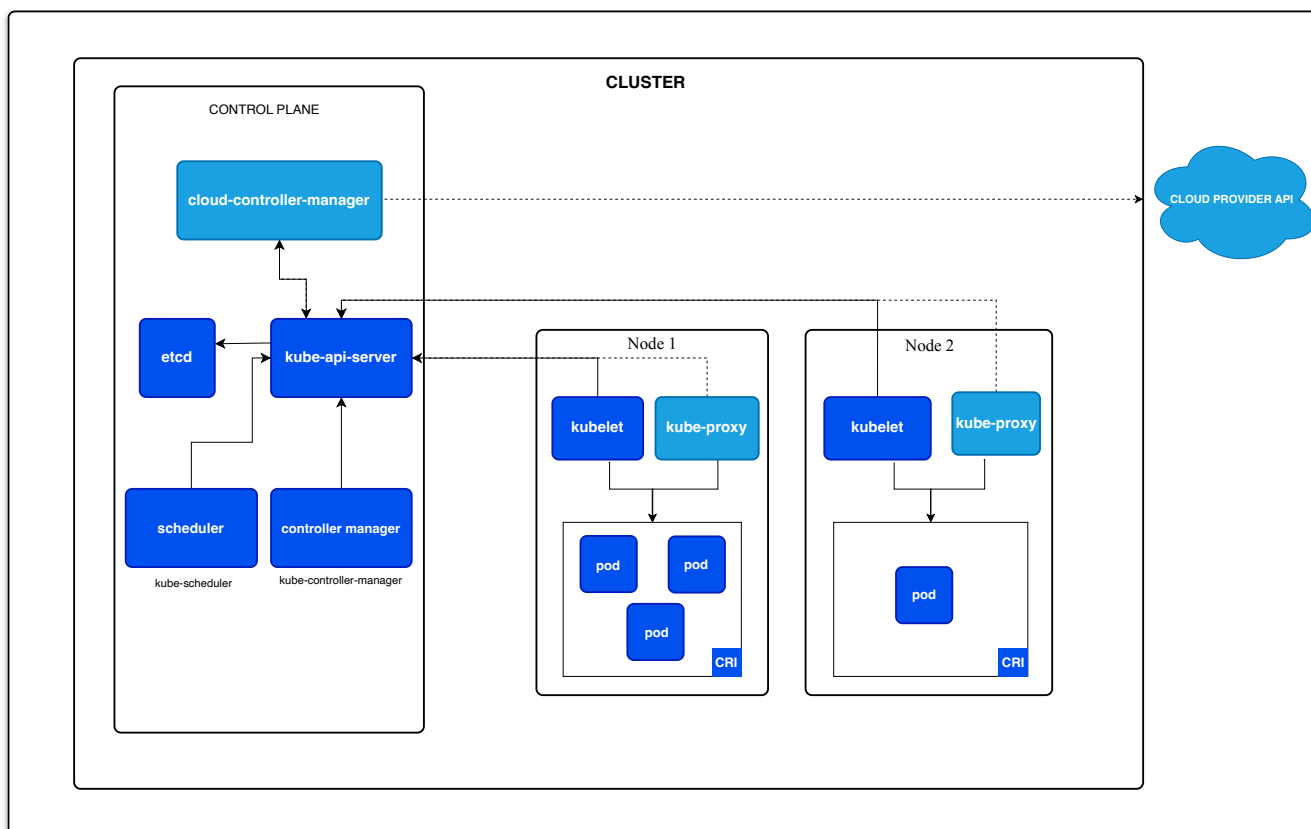 CLUSTER
CONTROL PLANE
cloud-controller-manager
CLOUD PROVIDER API
etcd
kube-api-server
scheduler
kube-scheduler
controller manager
kube-controller-manager
Node 1
kubelet
kube-proxy
pod
pod
pod
CRI
Node 2
kubelet
kube-proxy
pod
CRI